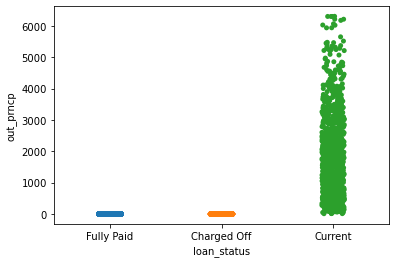 out_prncp
6000
5000
4000
3000
2000
1000
0
Fully Paid
Charged Off
Current
loan_status